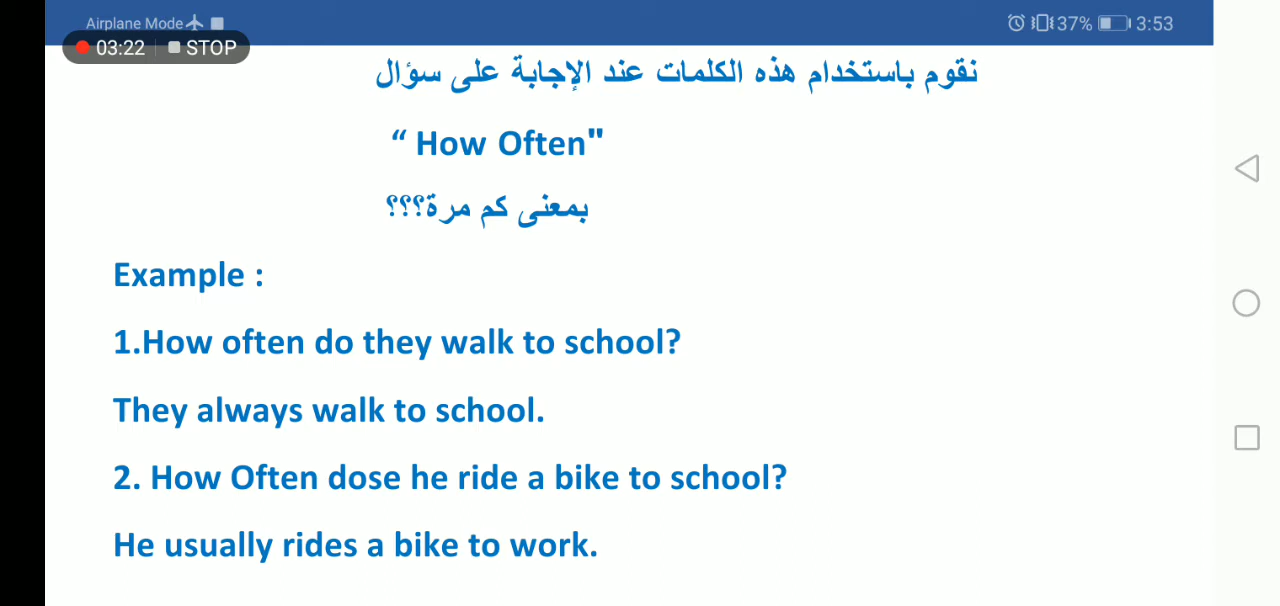 Airplane Mode 37% 3:53
03:22 STOP
نقوم باستخدام هذه الكلمات عند الإجابة على سؤال
“ How Often"
بمعنى كم مرة؟؟؟
Example :
1.How often do they walk to school?
They always walk to school.
2. How Often dose he ride a bike to school?
He usually rides a bike to work.